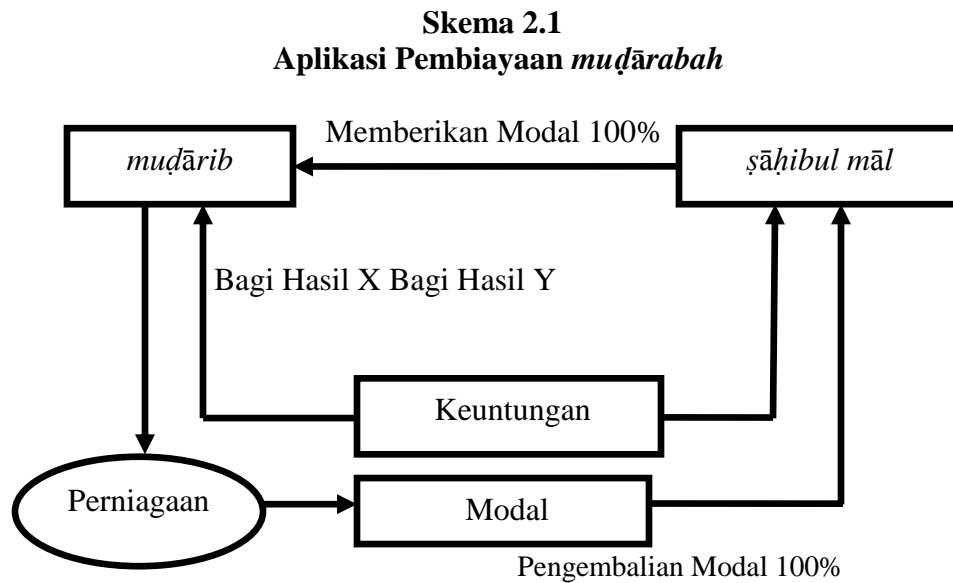 Skema 2.1
Aplikasi Pembiayaan muḍārabah
Memberikan Modal 100%
muḍārib
ṣāḥibul māl
Bagi Hasil X Bagi Hasil Y
Keuntungan
Perniagaan
Modal
Pengembalian Modal 100%